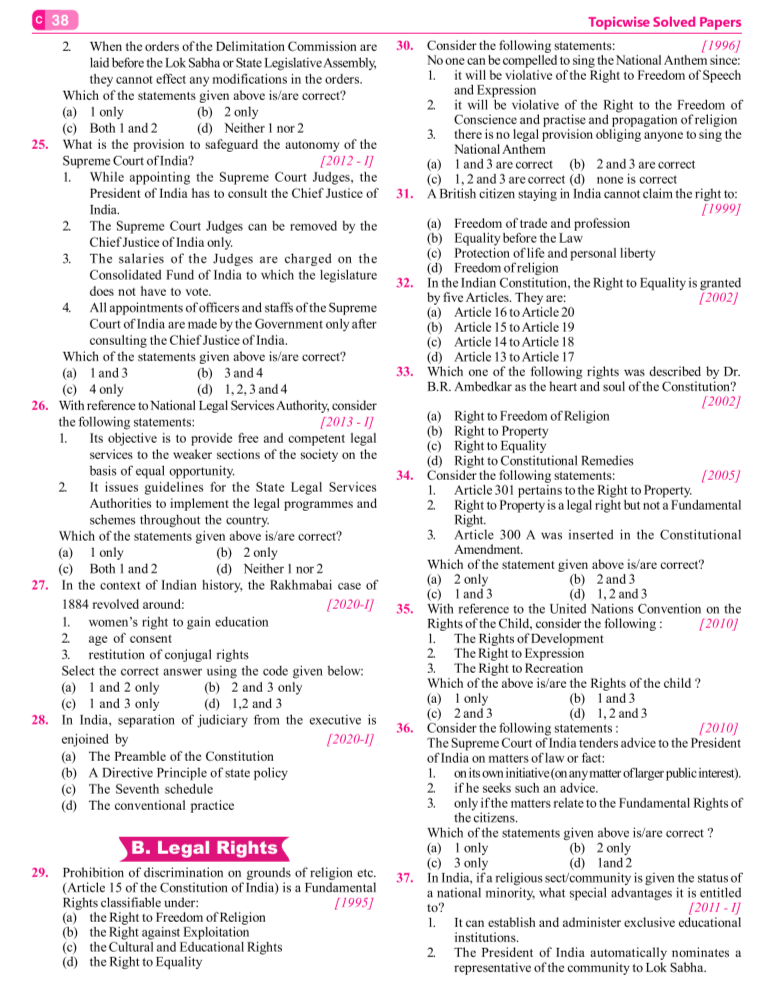 C 38
Topicwise Solved Papers
2. When the orders of the Delimitation Commission are
laid before the Lok Sabha or State Legislative Assembly,
they cannot effect any modifications in the orders.
Which of the statements given above is/are correct?
(a) 1 only (b) 2 only
(c) Both 1 and 2 (d) Neither 1 nor 2
25. What is the provision to safeguard the autonomy of the
Supreme Court of India? [2012 - I]
1. While appointing the Supreme Court Judges, the
President of India has to consult the Chief Justice of
India.
2. The Supreme Court Judges can be removed by the
Chief Justice of India only.
3. The salaries of the Judges are charged on the
Consolidated Fund of India to which the legislature
does not have to vote.
4. All appointments of officers and staffs of the Supreme
Court of India are made by the Government only after
consulting the Chief Justice of India.
Which of the statements given above is/are correct?
(a) 1 and 3 (b) 3 and 4
(c) 4 only (d) 1, 2, 3 and 4
26. With reference to National Legal Services Authority, consider
the following statements: [2013 - I]
1. Its objective is to provide free and competent legal
services to the weaker sections of the society on the
basis of equal opportunity.
2. It issues guidelines for the State Legal Services
Authorities to implement the legal programmes and
schemes throughout the country.
Which of the statements given above is/are correct?
(a) 1 only (b) 2 only
(c) Both 1 and 2 (d) Neither 1 nor 2
27. In the context of Indian history, the Rakhmabai case of
1884 revolved around: [2020-I]
1. women's right to gain education
2. age of consent
3. restitution of conjugal rights
Select the correct answer using the code given below:
(a) 1 and 2 only (b) 2 and 3 only
(c) 1 and 3 only (d) 1,2 and 3
28. In India, separation of judiciary from the executive is
enjoined by [2020-I]
(a) The Preamble of the Constitution
(b) A Directive Principle of state policy
(c) The Seventh schedule
(d) The conventional practice
B. Legal Rights
29. Prohibition of discrimination on grounds of religion etc.
(Article 15 of the Constitution of India) is a Fundamental
Rights classifiable under: [1995]
(a) the Right to Freedom of Religion
(b) the Right against Exploitation
(c) the Cultural and Educational Rights
(d) the Right to Equality
30. Consider the following statements: [1996]
No one can be compelled to sing the National Anthem since:
1. it will be violative of the Right to Freedom of Speech
and Expression
2. it will be violative of the Right to the Freedom of
Conscience and practise and propagation of religion
3. there is no legal provision obliging anyone to sing the
National Anthem
(a) 1 and 3 are correct (b) 2 and 3 are correct
(c) 1, 2 and 3 are correct (d) none is correct
31. A British citizen staying in India cannot claim the right to:
[1999]
(a) Freedom of trade and profession
(b) Equality before the Law
(c) Protection of life and personal liberty
(d) Freedom of religion
32. In the Indian Constitution, the Right to Equality is granted
by five Articles. They are: [2002]
(a) Article 16 to Article 20
(b) Article 15 to Article 19
(c) Article 14 to Article 18
(d) Article 13 to Article 17
33. Which one of the following rights was described by Dr.
B.R. Ambedkar as the heart and soul of the Constitution?
[2002]
(a) Right to Freedom of Religion
(b) Right to Property
(c) Right to Equality
(d) Right to Constitutional Remedies
34. Consider the following statements: [2005]
1. Article 301 pertains to the Right to Property.
2. Right to Property is a legal right but not a Fundamental
Right.
3. Article 300 A was inserted in the Constitutional
Amendment.
Which of the statement given above is/are correct?
(a) 2 only (b) 2 and 3
(c) 1 and 3 (d) 1, 2 and 3
35. With reference to the United Nations Convention on the
Rights of the Child, consider the following : [2010]
1. The Rights of Development
2. The Right to Expression
3. The Right to Recreation
Which of the above is/are the Rights of the child ?
(a) 1 only (b) 1 and 3
(c) 2 and 3 (d) 1, 2 and 3
36. Consider the following statements : [2010]
The Supreme Court of India tenders advice to the President
of India on matters of law or fact:
1. on its own initiative (on any matter of larger public interest).
2. if he seeks such an advice.
3. only if the matters relate to the Fundamental Rights of
the citizens.
Which of the statements given above is/are correct ?
(a) 1 only (b) 2 only
(c) 3 only (d) 1and 2
37. In India, if a religious sect/community is given the status of
a national minority, what special advantages it is entitled
to? [2011 - I]
1. It can establish and administer exclusive educational
institutions.
2. The President of India automatically nominates a
representative of the community to Lok Sabha.